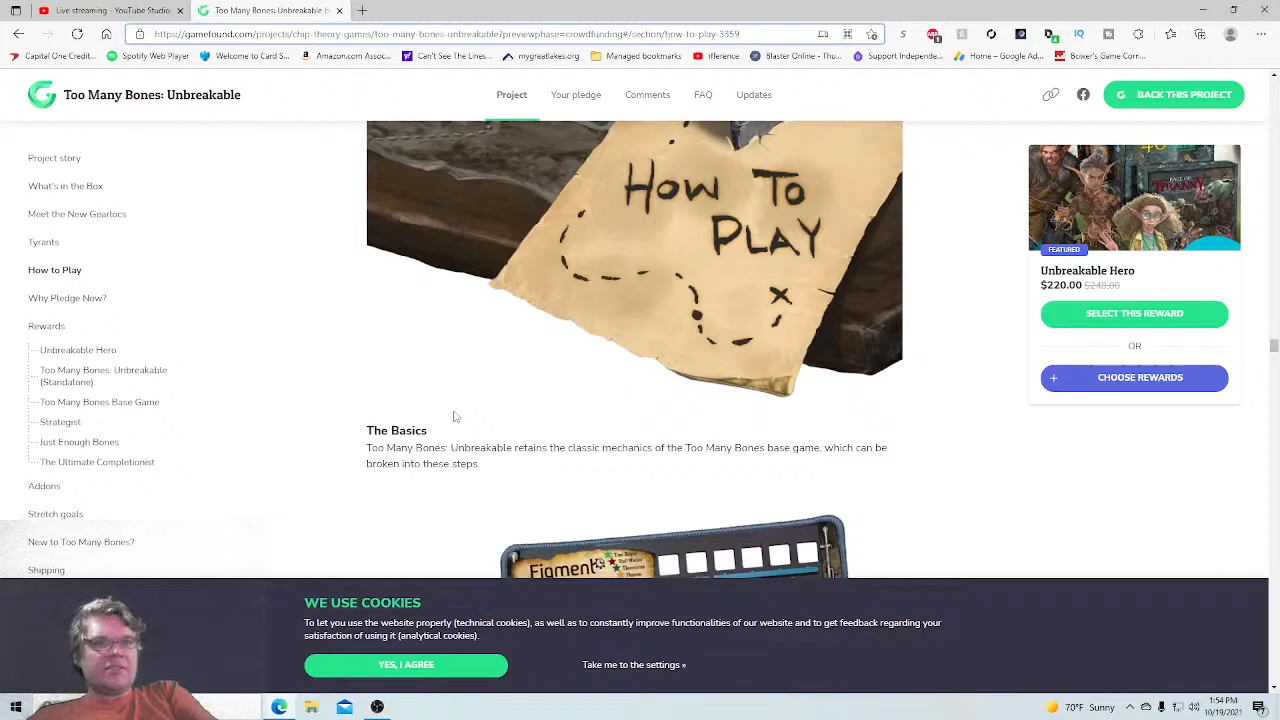 Live streaming - YouTube Studio
Too Many Bones: Unbreakable
https://gamefound.com/projects/chip-theory-games/too-many-bones-unbreakable?previewphase=crowdfunding#/section/how-to-play-3359
Capital Credit Car...
Spotify Web Player
Welcome to Card S...
Amazon.com...
Can't See Getting...
mygreatlakes.org
Managed bookmarks
ifference
Blaster Online - Thu...
Support Independe...
Home – Google Ad...
Bower's Game Corn...
Too Many Bones: Unbreakable
Project
Your pledge
Comments
FAQ
Updates
BACK THIS PROJECT
Project story
What's in the Box
Meet the New Gearlocs
Tyrants
How to Play
Why Pledge Now?
Rewards
Unbreakable Hero
Too Many Bones: Unbreakable
(Standalone)
Too Many Bones Base Game
Strategist
Just Enough Bones
The Ultimate Completionist
Addons
Stretch goals
New to Too Many Bones?
Shipping
How To
Play
The Basics
Too Many Bones: Unbreakable retains the classic mechanics of the Too Many Bones base game, which can be
broken into these steps.
Figment
40
RAGE OF
TYRANNY
FEATURED
Unbreakable Hero
$220.00 $240.00
SELECT THIS REWARD
OR
+ CHOOSE REWARDS
WE USE COOKIES
To let you use the website property (technical cookies), as well as to constantly improve functionalities of our website and to get feedback regarding your
satisfaction of using it (analytical cookies).
YES, I AGREE
Take me to the settings »
70°F Sunny
1:54 PM
10/19/2021